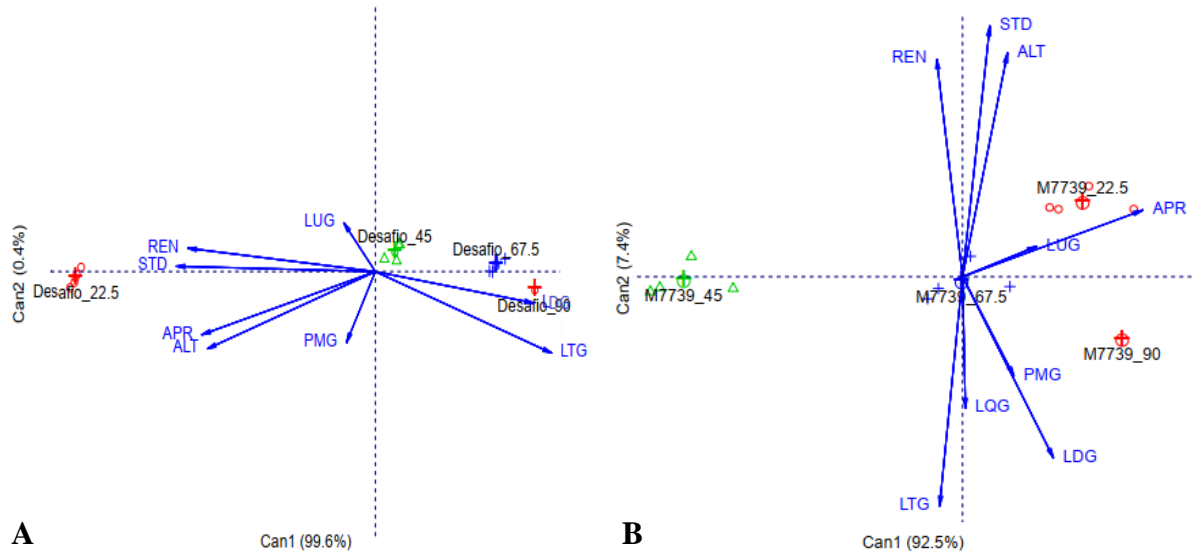 STD
REN
ALT
LUG
Desafio_45
REN
Desafio_67.5
STD
Desafio_22.5
Desafio_90
LDG
APR
ALT
PMG
LTG
Can2 (0.4%)
A
Can1 (99.6%)
M7739_22.5
APR
LUG
M7739_45
M7739_67.5
M7739_90
PMG
LQG
LDG
LTG
Can2 (7.4%)
B
Can1 (92.5%)